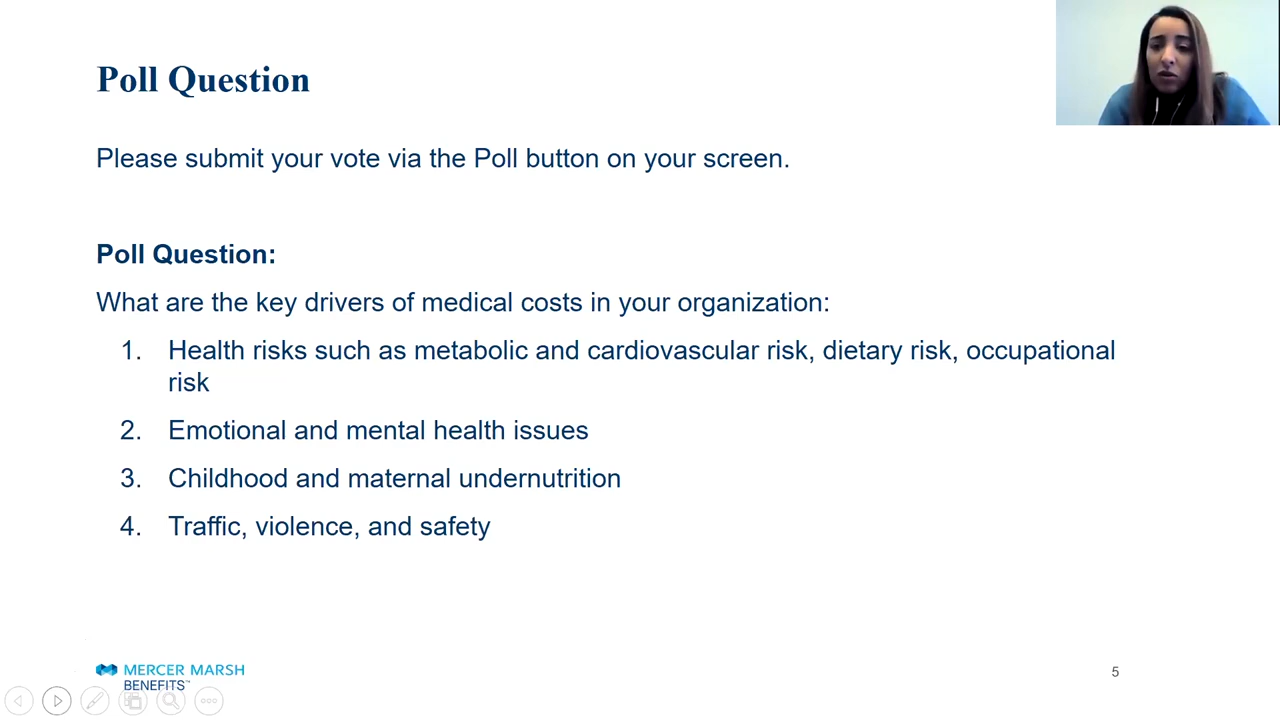 Poll Question
Please submit your vote via the Poll button on your screen.
Poll Question:
What are the key drivers of medical costs in your organization:
1. Health risks such as metabolic and cardiovascular risk, dietary risk, occupational
risk
2. Emotional and mental health issues
3. Childhood and maternal undernutrition
4. Traffic, violence, and safety
MERCER MARSH
BENEFITS™
5